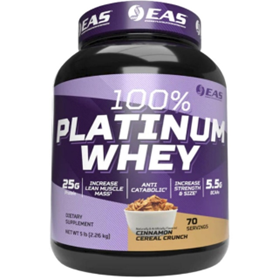 EAS
EAS
100%
PLATINUM
WHEY
25G
INCREASE
LEAN MUSCLE
MASS*
ANTI
CATABOLIC*
INCREASE
STRENGTH
& SIZE*
5.5G
BCAA
DIETARY
SUPPLEMENT
NET WT 5 lb (2.26 kg)
CINNAMON
CEREAL CRUNCH
70
SERVINGS